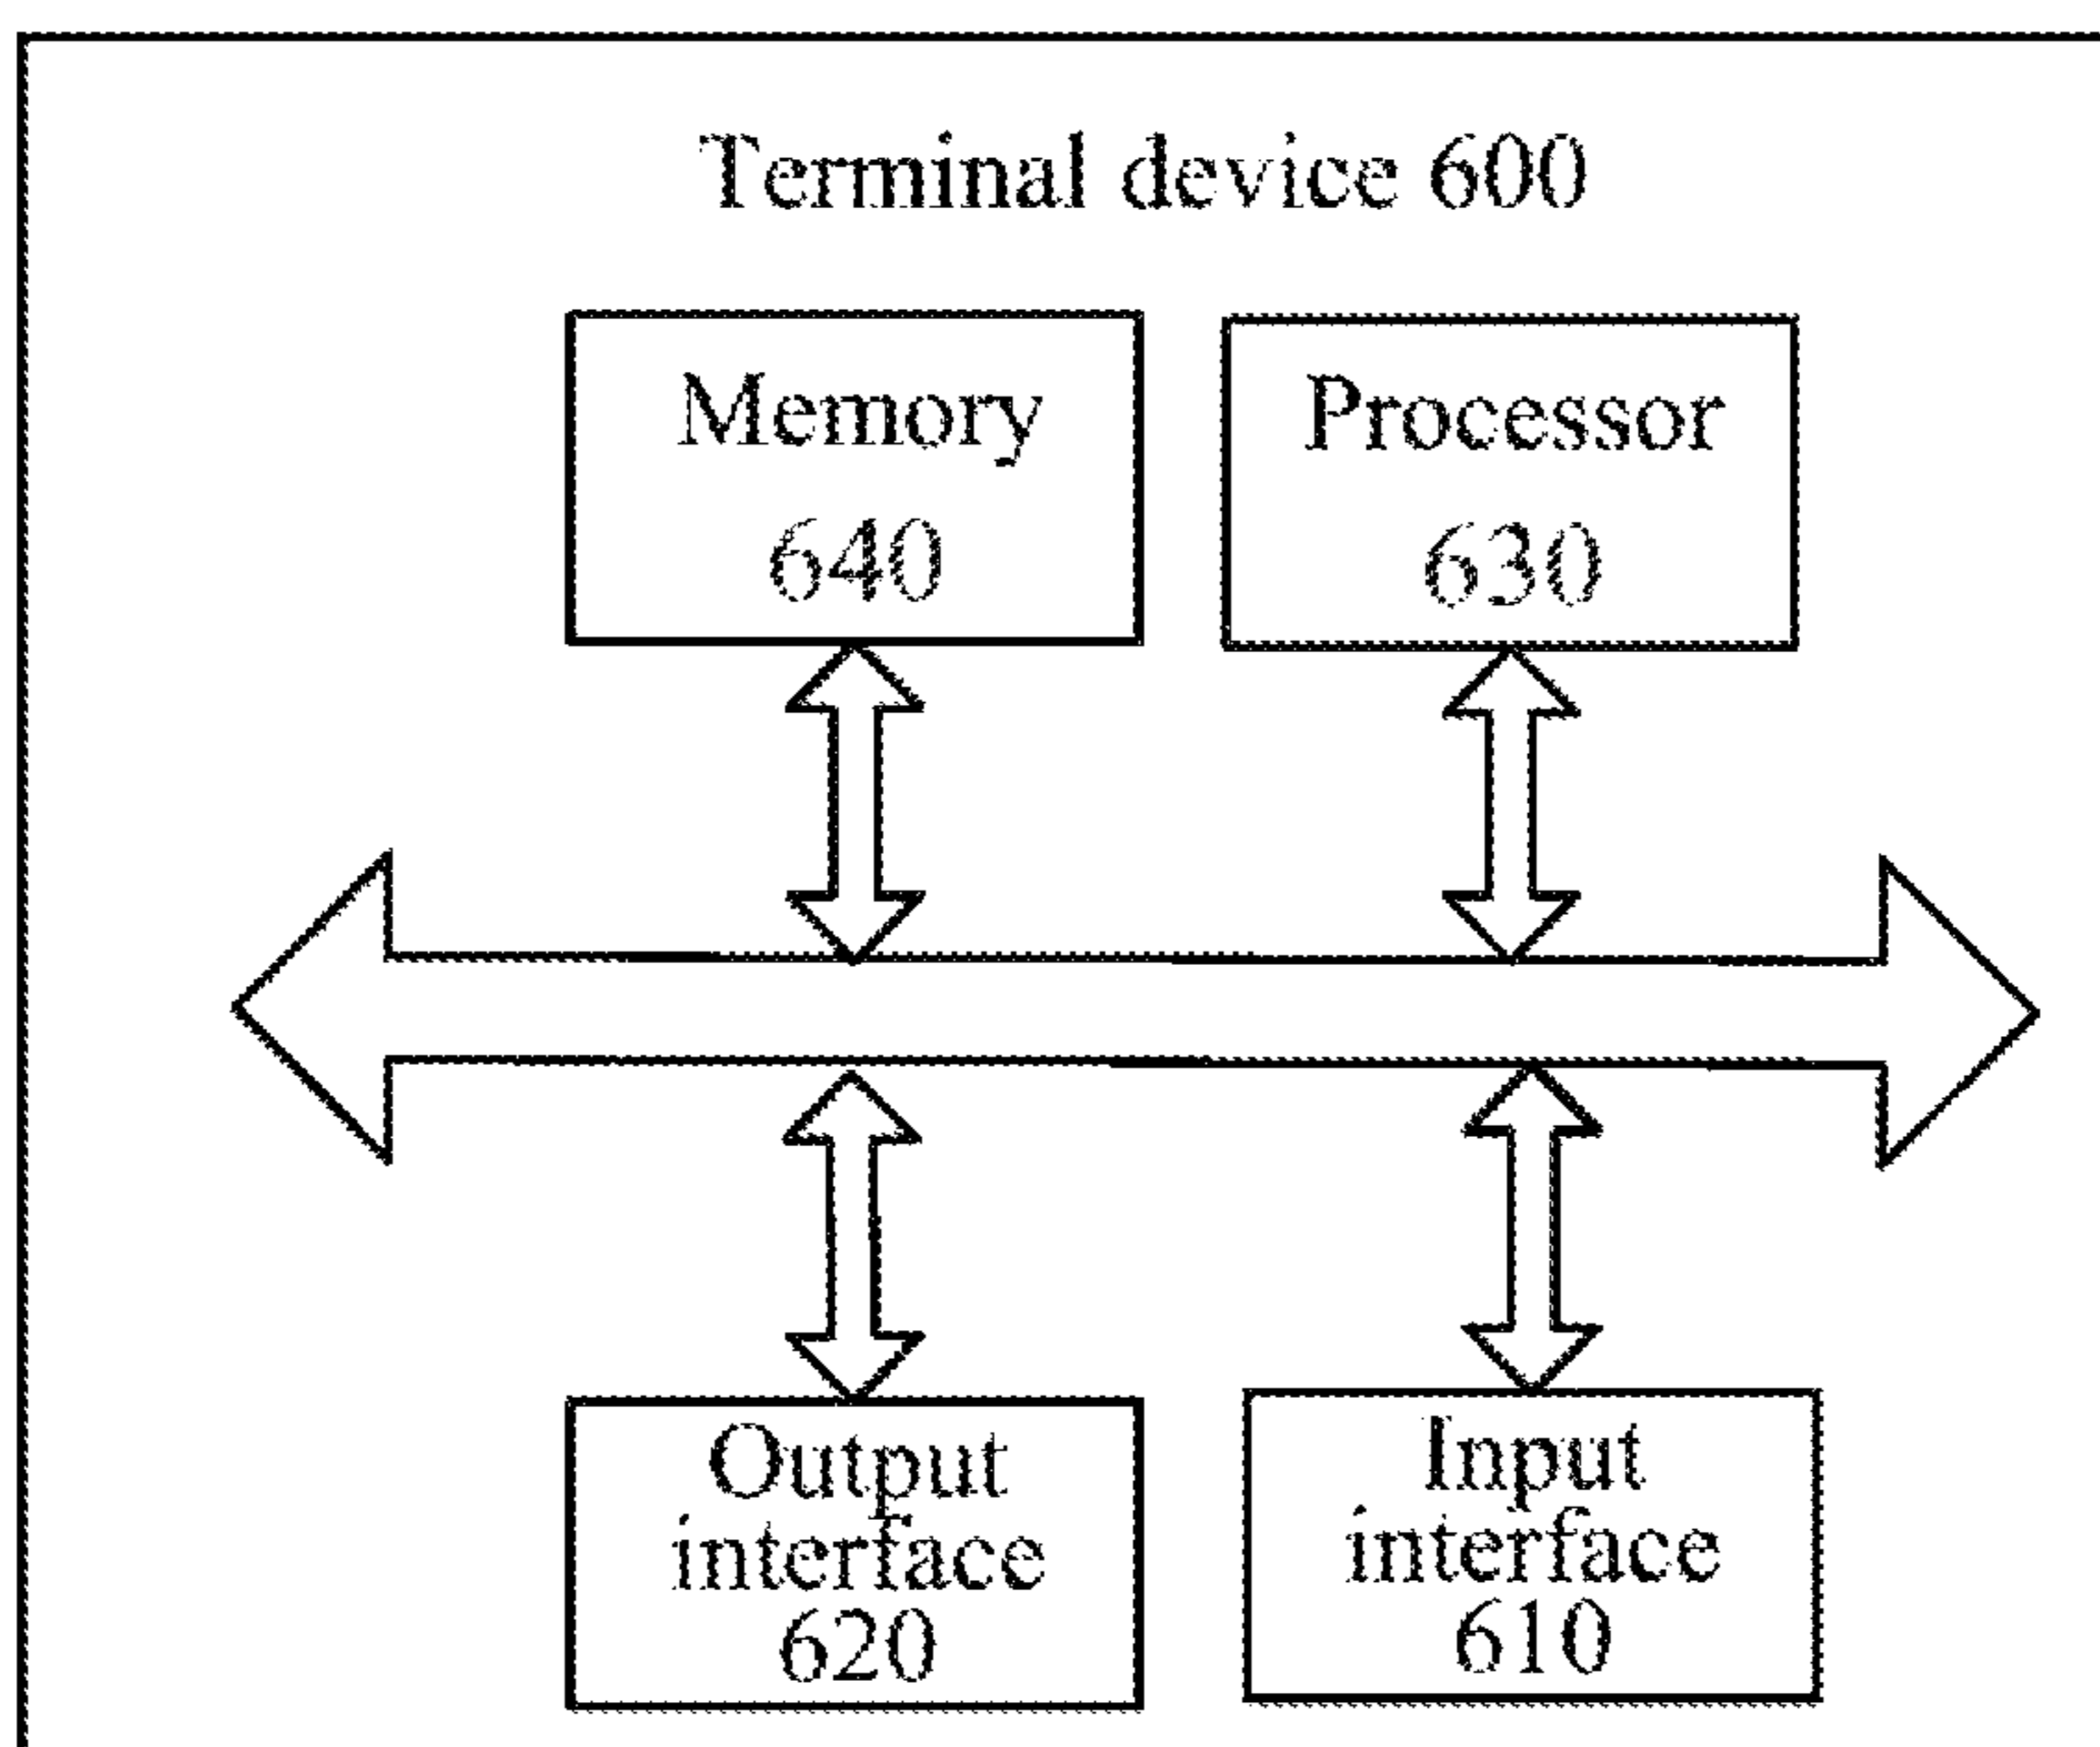 Terminal device 600
Memory
640
Processor
630
Output
interface
620
Input
interface
610